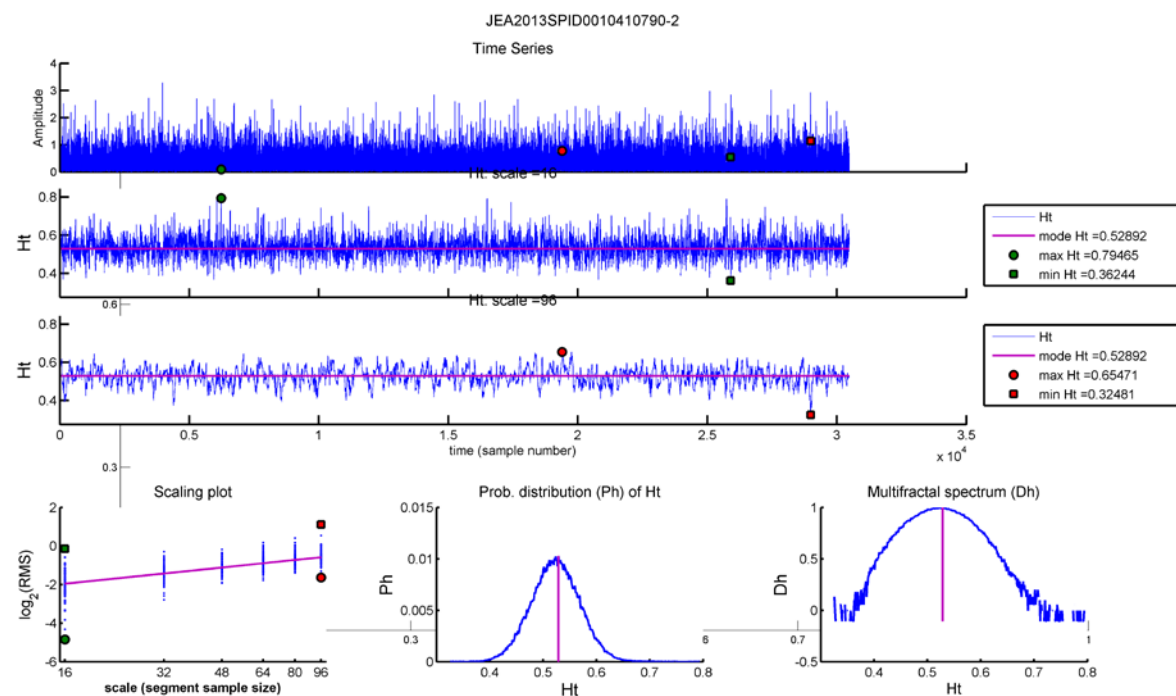 JEA2013SPID0010410790-2
Time Series
Amplitude
4
3
2
1
0
Ht. scale =16
Ht
0.8
0.6
0.4
Ht
mode Ht =0.52892
max Ht =0.79465
min Ht =0.36244
0.6
Ht. scale =96
Ht
0.8
0.6
0.4
Ht
mode Ht =0.52892
max Ht =0.65471
min Ht =0.32481
0 0.5 1 1.5 2 2.5 3 3.5
time (sample number)
x 10⁴
0.3
Scaling plot
log₂(RMS)
2
0
-2
-4
-6
16 32 48 64 80 96
scale (segment sample size)
Prob. distribution (Ph) of Ht
Ph
0.015
0.01
0.005
0
0.3
0.4 0.5 0.6 0.7 0.8
Ht
6
Multifractal spectrum (Dh)
Dh
1
0.5
0
-0.5
0.7
1
0.4 0.5 0.6 0.7 0.8
Ht